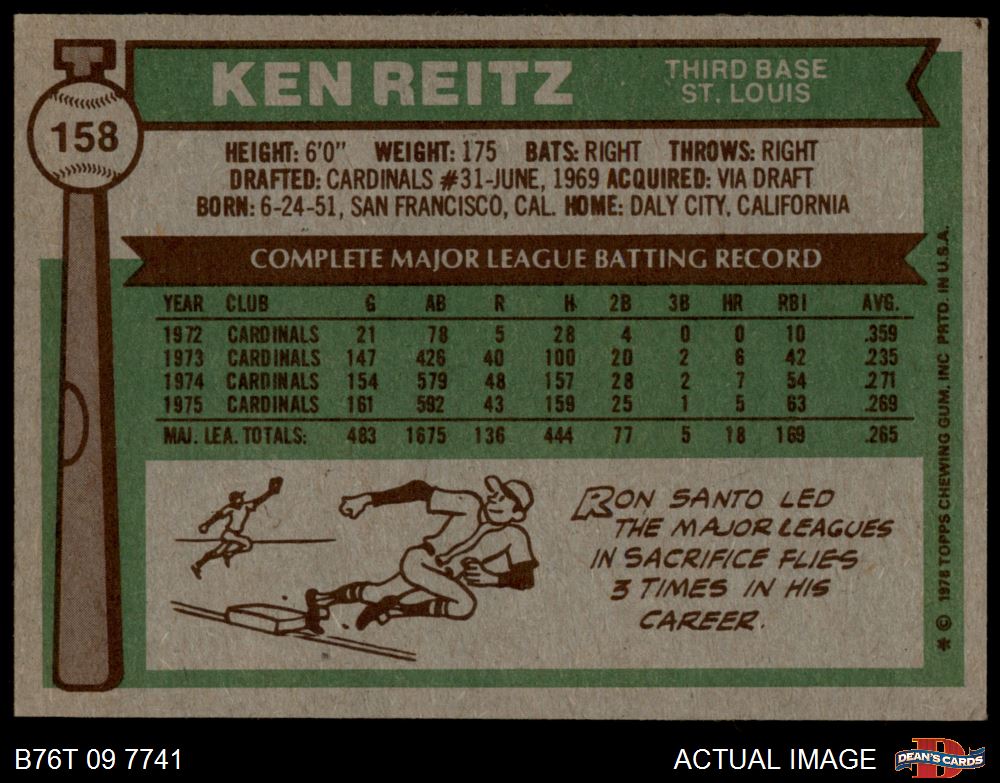 158
KEN REITZ
THIRD BASE
ST. LOUIS
HEIGHT: 6'0" WEIGHT: 175 BATS: RIGHT THROWS: RIGHT
DRAFTED: CARDINALS #31-JUNE, 1969 ACQUIRED: VIA DRAFT
BORN: 6-24-51, SAN FRANCISCO, CAL. HOME: DALY CITY, CALIFORNIA
COMPLETE MAJOR LEAGUE BATTING RECORD
YEAR CLUB G AB R H 2B 3B HR RBI AVG.
1972 CARDINALS 21 78 5 28 4 0 0 10 .359
1973 CARDINALS 147 426 40 100 20 2 6 42 .235
1974 CARDINALS 154 579 48 157 28 2 7 54 .271
1975 CARDINALS 161 592 43 159 25 1 5 63 .269
MAJ. LEA. TOTALS: 483 1675 136 444 77 5 18 169 .265
RON SANTO LED
THE MAJOR LEAGUES
IN SACRIFICE FLIES
3 TIMES IN HIS
CAREER.
* © 1976 TOPPS CHEWING GUM, INC. PRTD. IN U.S.A.
B76T 09 7741
ACTUAL IMAGE
D
DEAN'S CARDS